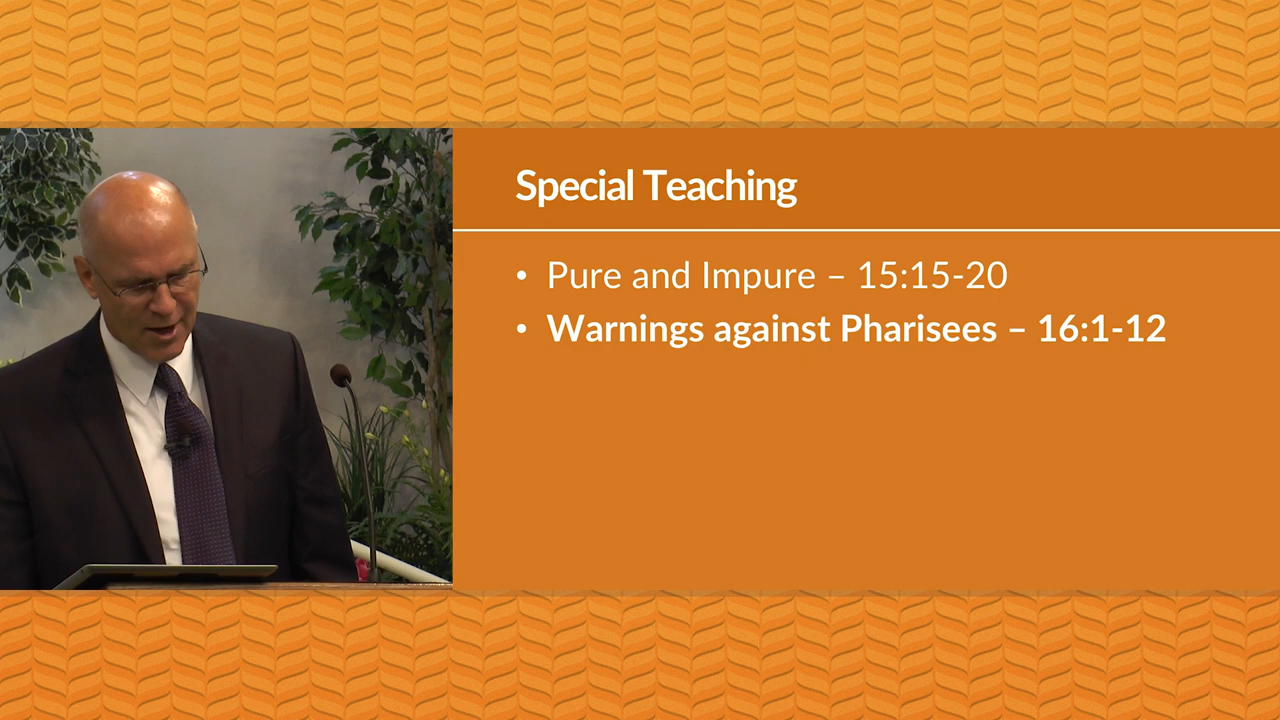 Special Teaching
• Pure and Impure – 15:15-20
• Warnings against Pharisees – 16:1-12